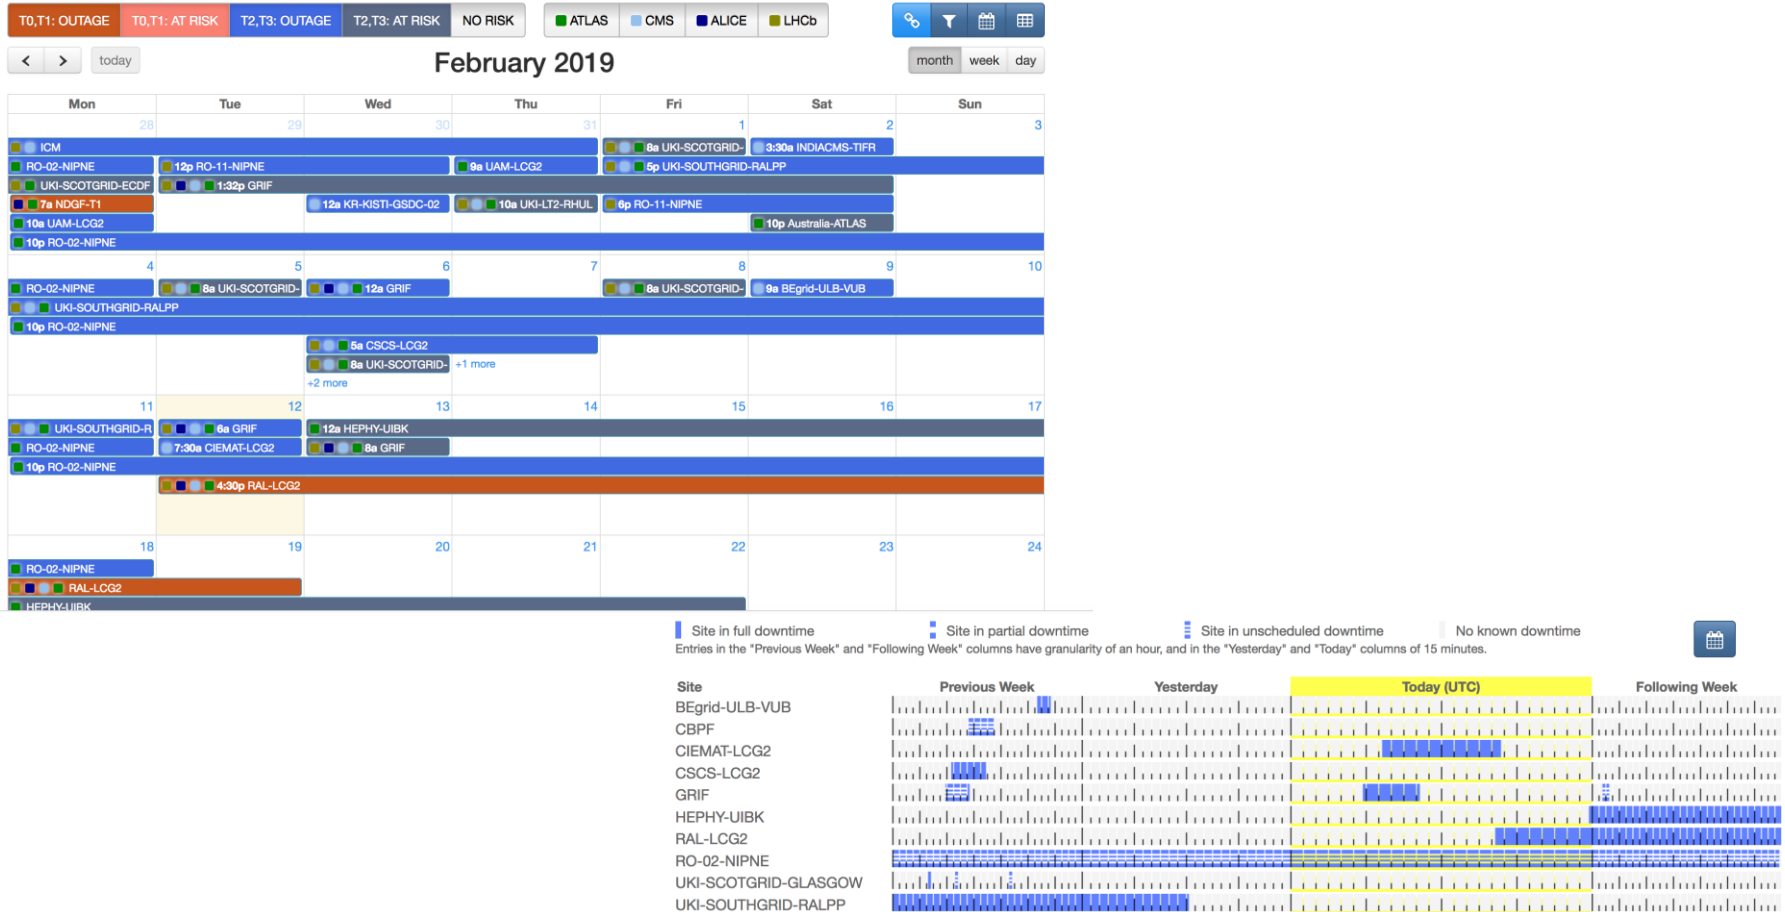 T0,T1: OUTAGE T0,T1: AT RISK T2,T3: OUTAGE T2,T3: AT RISK NO RISK ATLAS CMS ALICE LHCb
today February 2019 month week day
Mon Tue Wed Thu Fri Sat Sun
28 29 30 31 1 2 3
ICM 8a UKI-SCOTGRID- 3:30a INDIACMS-TIFR
RO-02-NIPNE 12p RO-11-NIPNE 9a UAM-LCG2 5p UKI-SOUTHGRID-RALPP
UKI-SCOTGRID-ECDF 1:32p GRIF
7a NDGF-T1 12a KR-KISTI-GSDC-02 10a UKI-LT2-RHUL 6p RO-11-NIPNE
10a UAM-LCG2 10p Australia-ATLAS
10p RO-02-NIPNE
4 5 6 7 8 9 10
RO-02-NIPNE 8a UKI-SCOTGRID- 12a GRIF 8a UKI-SCOTGRID- 9a BEgrid-ULB-VUB
UKI-SOUTHGRID-RALPP
10p RO-02-NIPNE
5a CSCS-LCG2
8a UKI-SCOTGRID- +1 more
+2 more
11 12 13 14 15 16 17
UKI-SOUTHGRID-R 6a GRIF 12a HEPHY-UIBK
RO-02-NIPNE 7:30a CIEMAT-LCG2 8a GRIF
10p RO-02-NIPNE
4:30p RAL-LCG2
18 19 20 21 22 23 24
RO-02-NIPNE
RAL-LCG2
HEPHY-UIBK
Site in full downtime Site in partial downtime Site in unscheduled downtime No known downtime
Entries in the "Previous Week" and "Following Week" columns have granularity of an hour, and in the "Yesterday" and "Today" columns of 15 minutes.
Site Previous Week Yesterday Today (UTC) Following Week
BEgrid-ULB-VUB
CBPF
CIEMAT-LCG2
CSCS-LCG2
GRIF
HEPHY-UIBK
RAL-LCG2
RO-02-NIPNE
UKI-SCOTGRID-GLASGOW
UKI-SOUTHGRID-RALPP